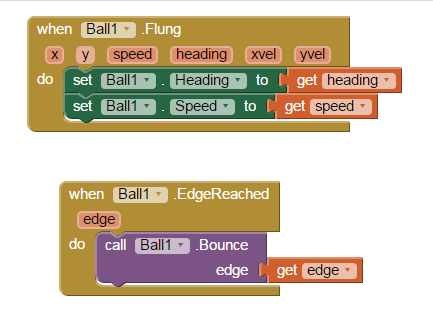 when Ball1 .Flung
x y speed heading xvel yvel
do set Ball1 . Heading to get heading
set Ball1 . Speed to get speed
when Ball1 .EdgeReached
edge
do call Ball1 .Bounce
edge get edge